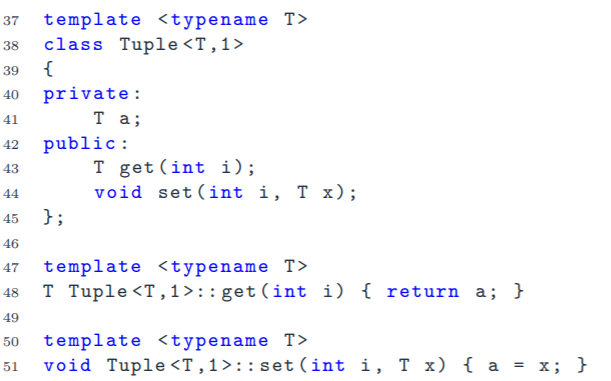 37 template <typename T>
38 class Tuple<T,1>
39 {
40 private:
41     T a;
42 public:
43     T get(int i);
44     void set(int i, T x);
45 };
46
47 template <typename T>
48 T Tuple<T,1>::get(int i) { return a; }
49
50 template <typename T>
51 void Tuple<T,1>::set(int i, T x) { a = x; }